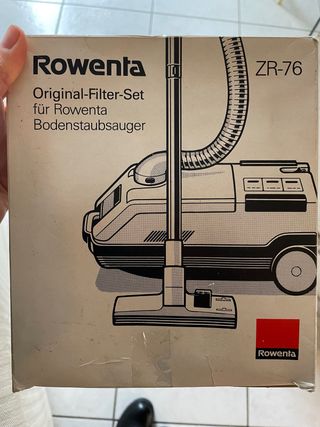 Rowenta
ZR-76
Original-Filter-Set
für Rowenta
Bodenstaubsauger
Rowenta